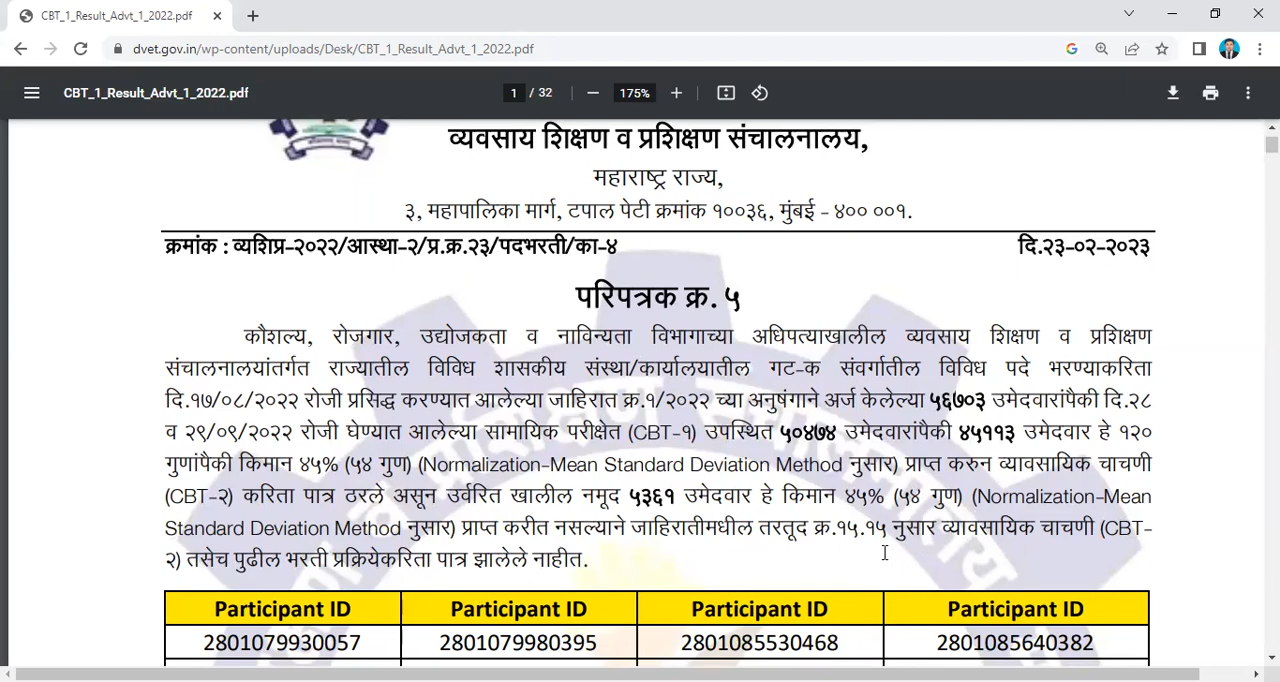 CBT_1_Result_Advt_1_2022.pdf
dvet.gov.in/wp-content/uploads/Desk/CBT_1_Result_Advt_1_2022.pdf
CBT_1_Result_Advt_1_2022.pdf
1 / 32
175%
व्यवसाय शिक्षण व प्रशिक्षण संचालनालय,
महाराष्ट्र राज्य,
३, महापालिका मार्ग, टपाल पेटी क्रमांक १००३६, मुंबई - ४०० ००१.
क्रमांक : व्यशिप्र-२०२२/आस्था-२/प्र.क्र.२३/पदभरती/का-४ दि.२३-०२-२०२३
परिपत्रक क्र. ५
कौशल्य, रोजगार, उद्योजकता व नाविन्यता विभागाच्या अधिपत्याखालील व्यवसाय शिक्षण व प्रशिक्षण
संचालनालयांतर्गत राज्यातील विविध शासकीय संस्था/कार्यालयातील गट-क संवर्गातील विविध पदे भरण्याकरिता
दि.१७/०८/२०२२ रोजी प्रसिद्ध करण्यात आलेल्या जाहिरात क्र.१/२०२२ च्या अनुषंगाने अर्ज केलेल्या ५६७०३ उमेदवारांपैकी दि.२८
व २९/०९/२०२२ रोजी घेण्यात आलेल्या सामायिक परीक्षेत (CBT-१) उपस्थित ५०४७४ उमेदवारांपैकी ४५११३ उमेदवार हे १२०
गुणांपैकी किमान ४५% (५४ गुण) (Normalization-Mean Standard Deviation Method नुसार) प्राप्त करुन व्यावसायिक चाचणी
(CBT-२) करिता पात्र ठरले असून उर्वरित खालील नमूद ५३६१ उमेदवार हे किमान ४५% (५४ गुण) (Normalization-Mean
Standard Deviation Method नुसार) प्राप्त करीत नसल्याने जाहिरातीमधील तरतूद क्र.१५.१५ नुसार व्यावसायिक चाचणी (CBT-
२) तसेच पुढील भरती प्रक्रियेकरिता पात्र झालेले नाहीत.
Participant ID Participant ID Participant ID Participant ID
2801079930057 2801079980395 2801085530468 2801085640382